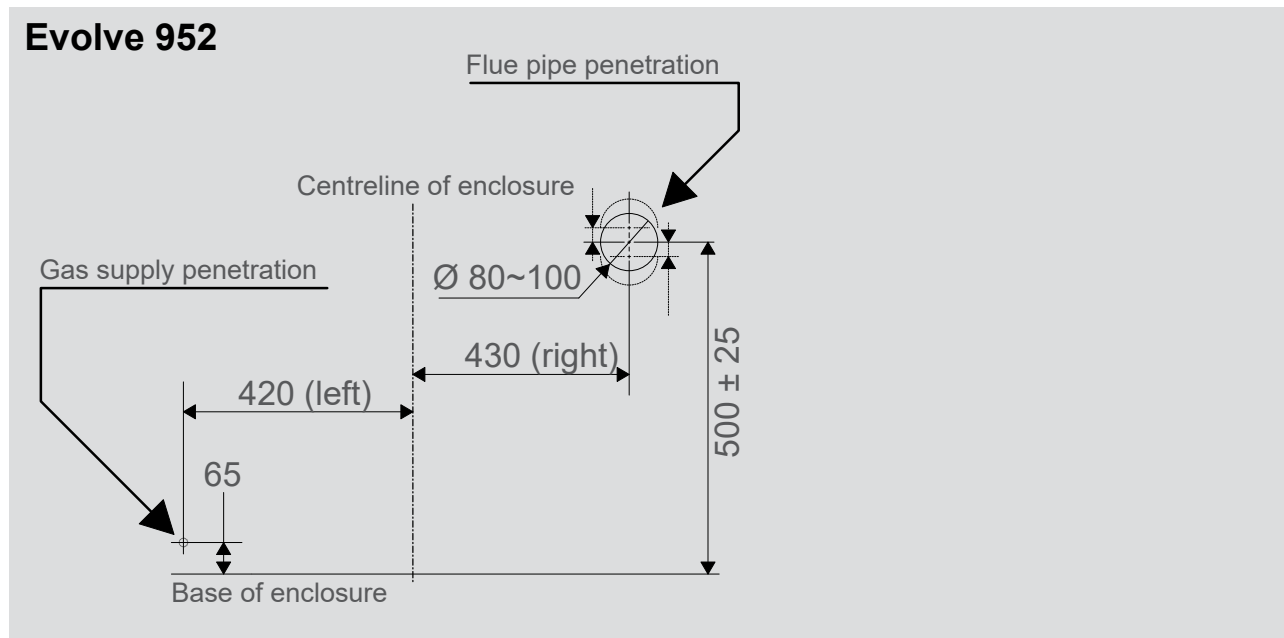 Evolve 952
Flue pipe penetration
Centreline of enclosure
Gas supply penetration
Ø 80~100
430 (right)
500 ± 25
420 (left)
65
Base of enclosure